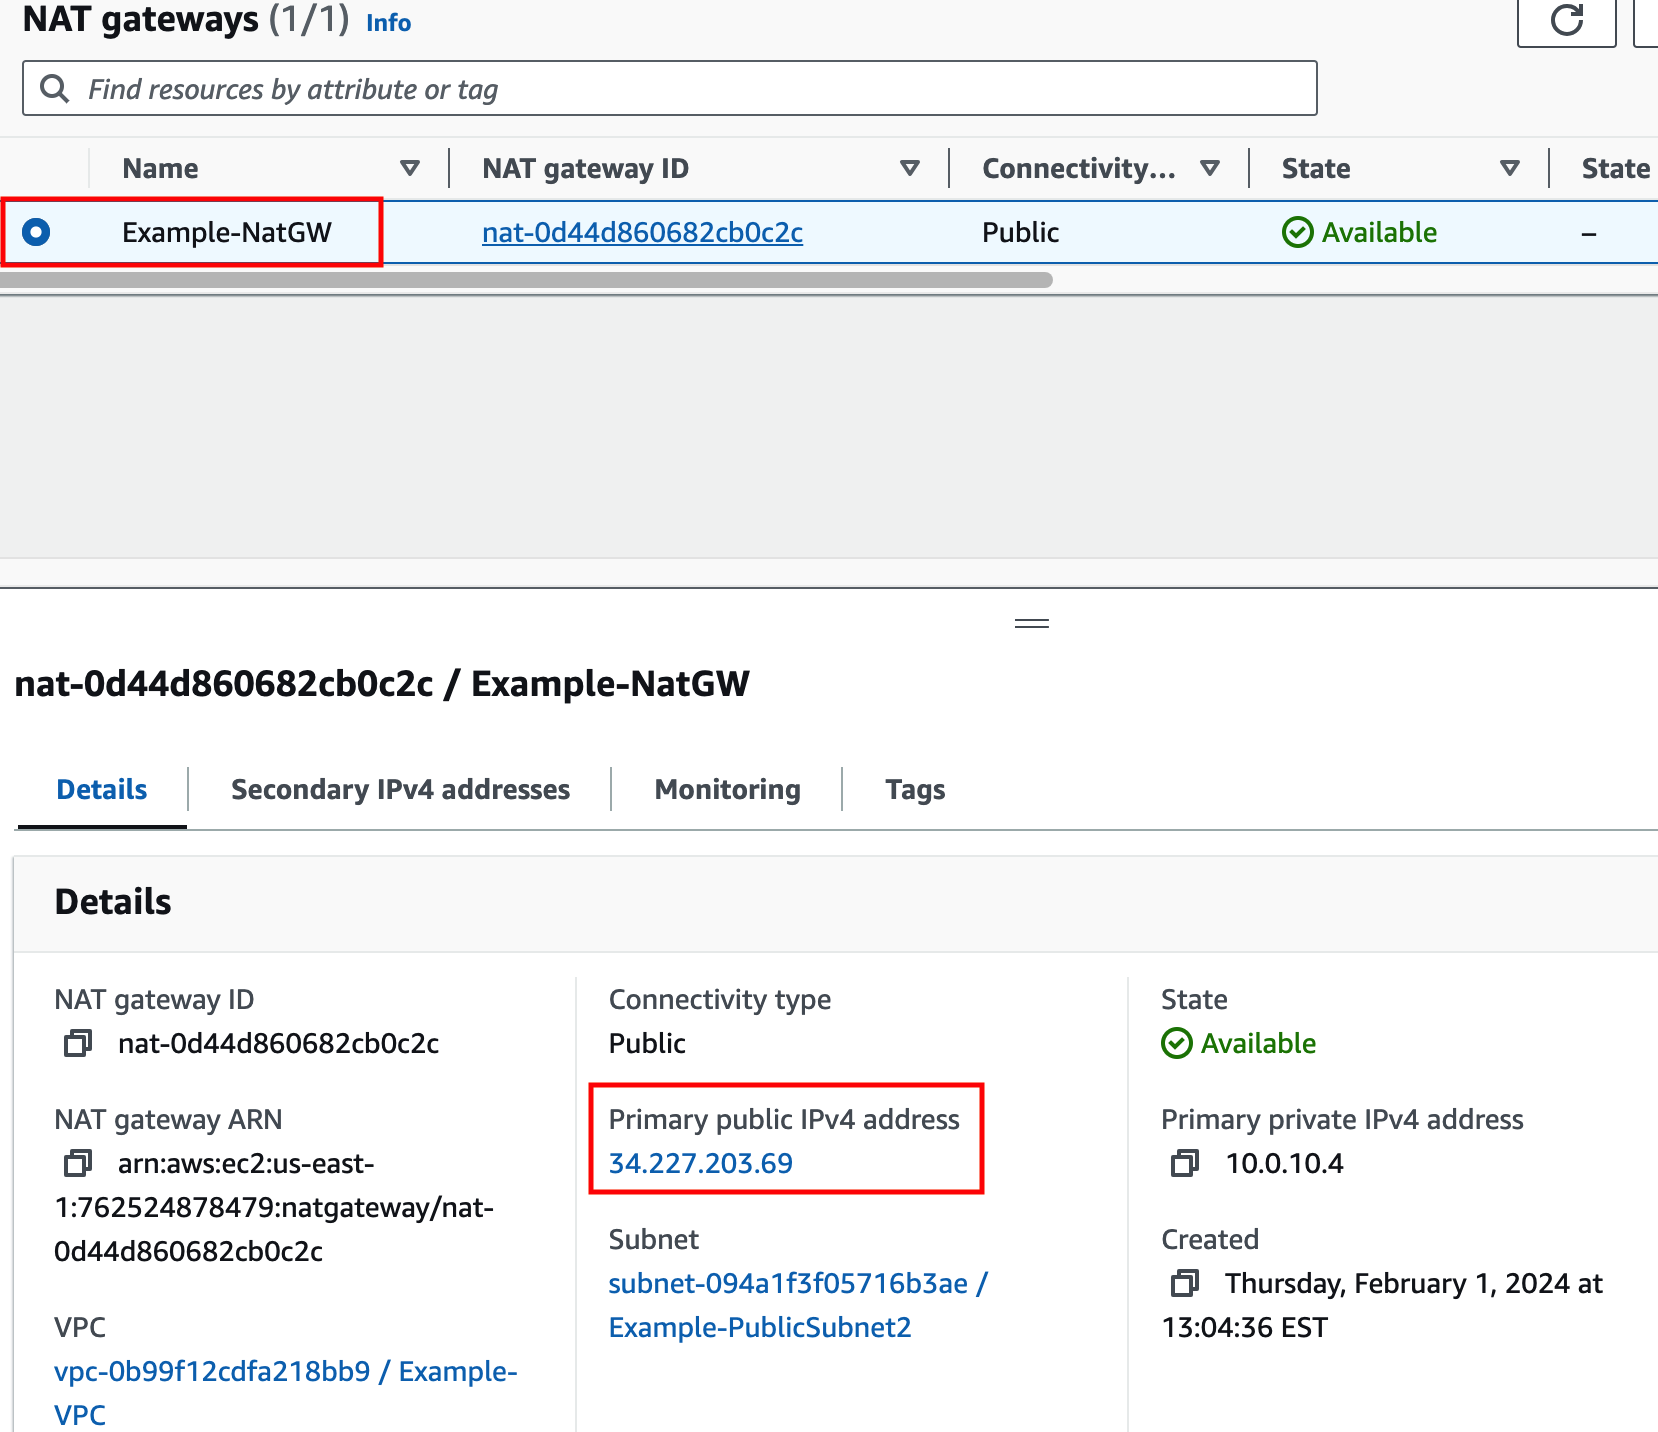 NAT gateways (1/1) Info
Find resources by attribute or tag
Name NAT gateway ID Connectivity... State State
Example-NatGW nat-0d44d860682cb0c2c Public Available –
nat-0d44d860682cb0c2c / Example-NatGW
Details Secondary IPv4 addresses Monitoring Tags
Details
NAT gateway ID
nat-0d44d860682cb0c2c
NAT gateway ARN
arn:aws:ec2:us-east-
1:762524878479:natgateway/nat-
0d44d860682cb0c2c
VPC
vpc-0b99f12cdfa218bb9 / Example-
VPC
Connectivity type
Public
Primary public IPv4 address
34.227.203.69
Subnet
subnet-094a1f3f05716b3ae /
Example-PublicSubnet2
State
Available
Primary private IPv4 address
10.0.10.4
Created
Thursday, February 1, 2024 at
13:04:36 EST